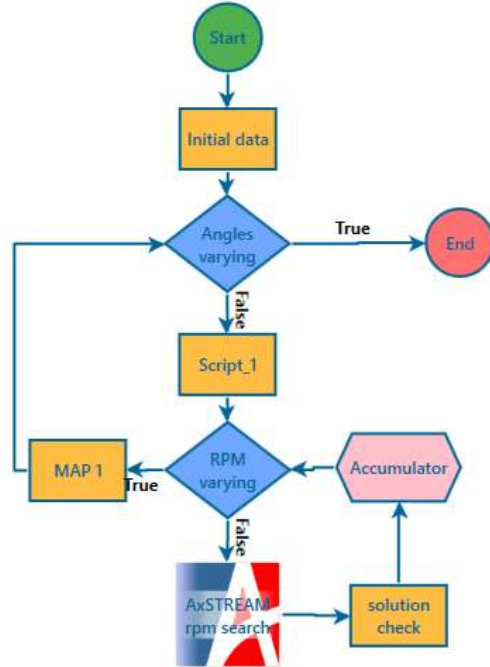 Start
Initial data
Angles
varying
True
End
False
Script_1
RPM
varying
MAP 1
True
Accumulator
False
AxSTREAM
rpm search
solution
check